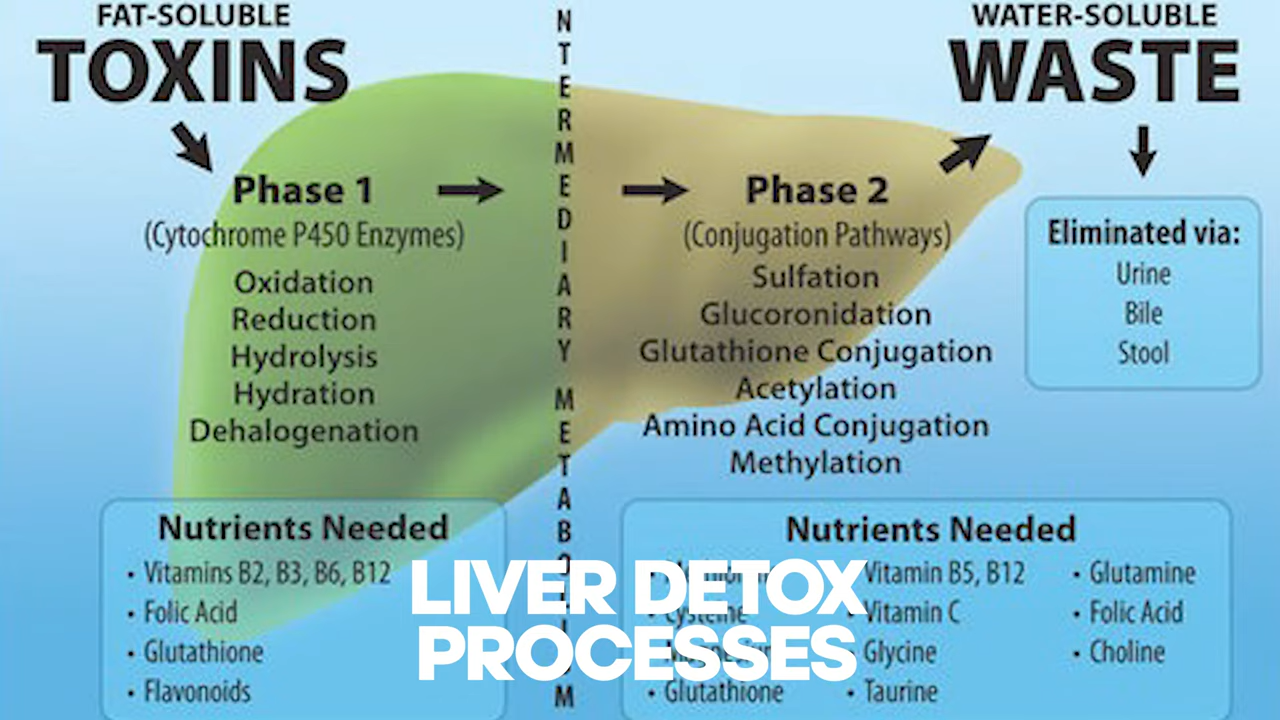 FAT-SOLUBLE
TOXINS
WATER-SOLUBLE
WASTE
Phase 1
(Cytochrome P450 Enzymes)
Oxidation
Reduction
Hydrolysis
Hydration
Dehalogenation
NTERMEDIARY METABO
M
Phase 2
(Conjugation Pathways)
Sulfation
Glucoronidation
Glutathione Conjugation
Acetylation
Amino Acid Conjugation
Methylation
Eliminated via:
Urine
Bile
Stool
Nutrients Needed
• Vitamins B2, B3, B6, B12
• Folic Acid
• Glutathione
• Flavonoids
Nutrients Needed
• Cysteine
• Glutathione
• Vitamin B5, B12
• Vitamin C
• Glycine
• Taurine
• Glutamine
• Folic Acid
• Choline
LIVER DETOX
PROCESSES